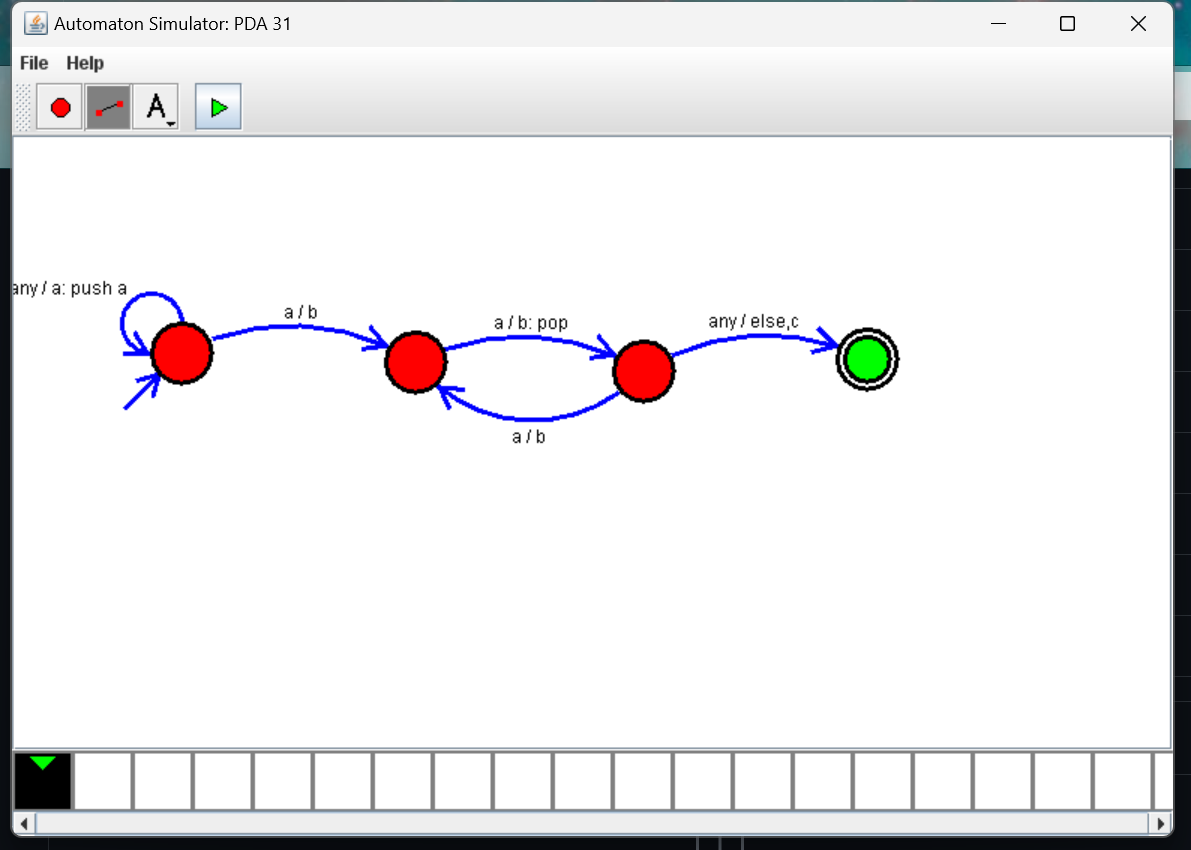 Automaton Simulator: PDA 31
File Help
A
any / a: push a
a / b
a / b: pop
any / else,c
a / b